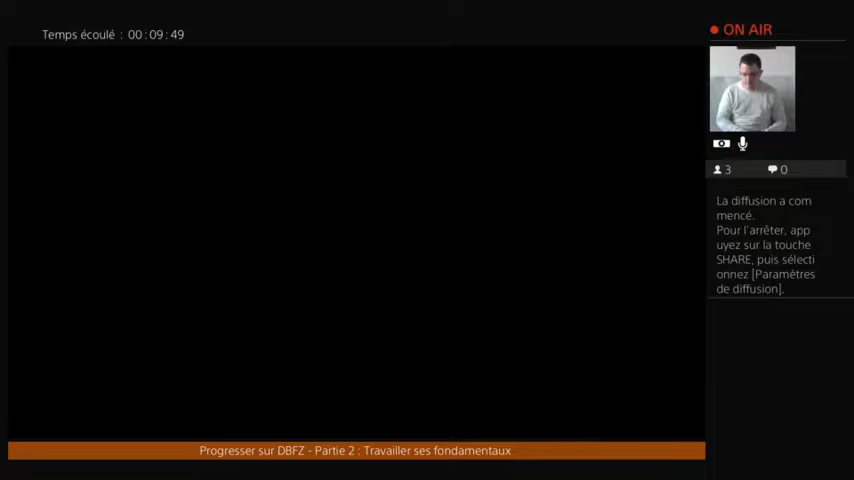 Temps écoulé : 00:09:49
ON AIR
3
0
La diffusion a com
mencé.
Pour l'arrêter, app
uyez sur la touche
SHARE, puis sélecti
onnez [Paramètres
de diffusion].
Progresser sur DBFZ - Partie 2 : Travailler ses fondamentaux